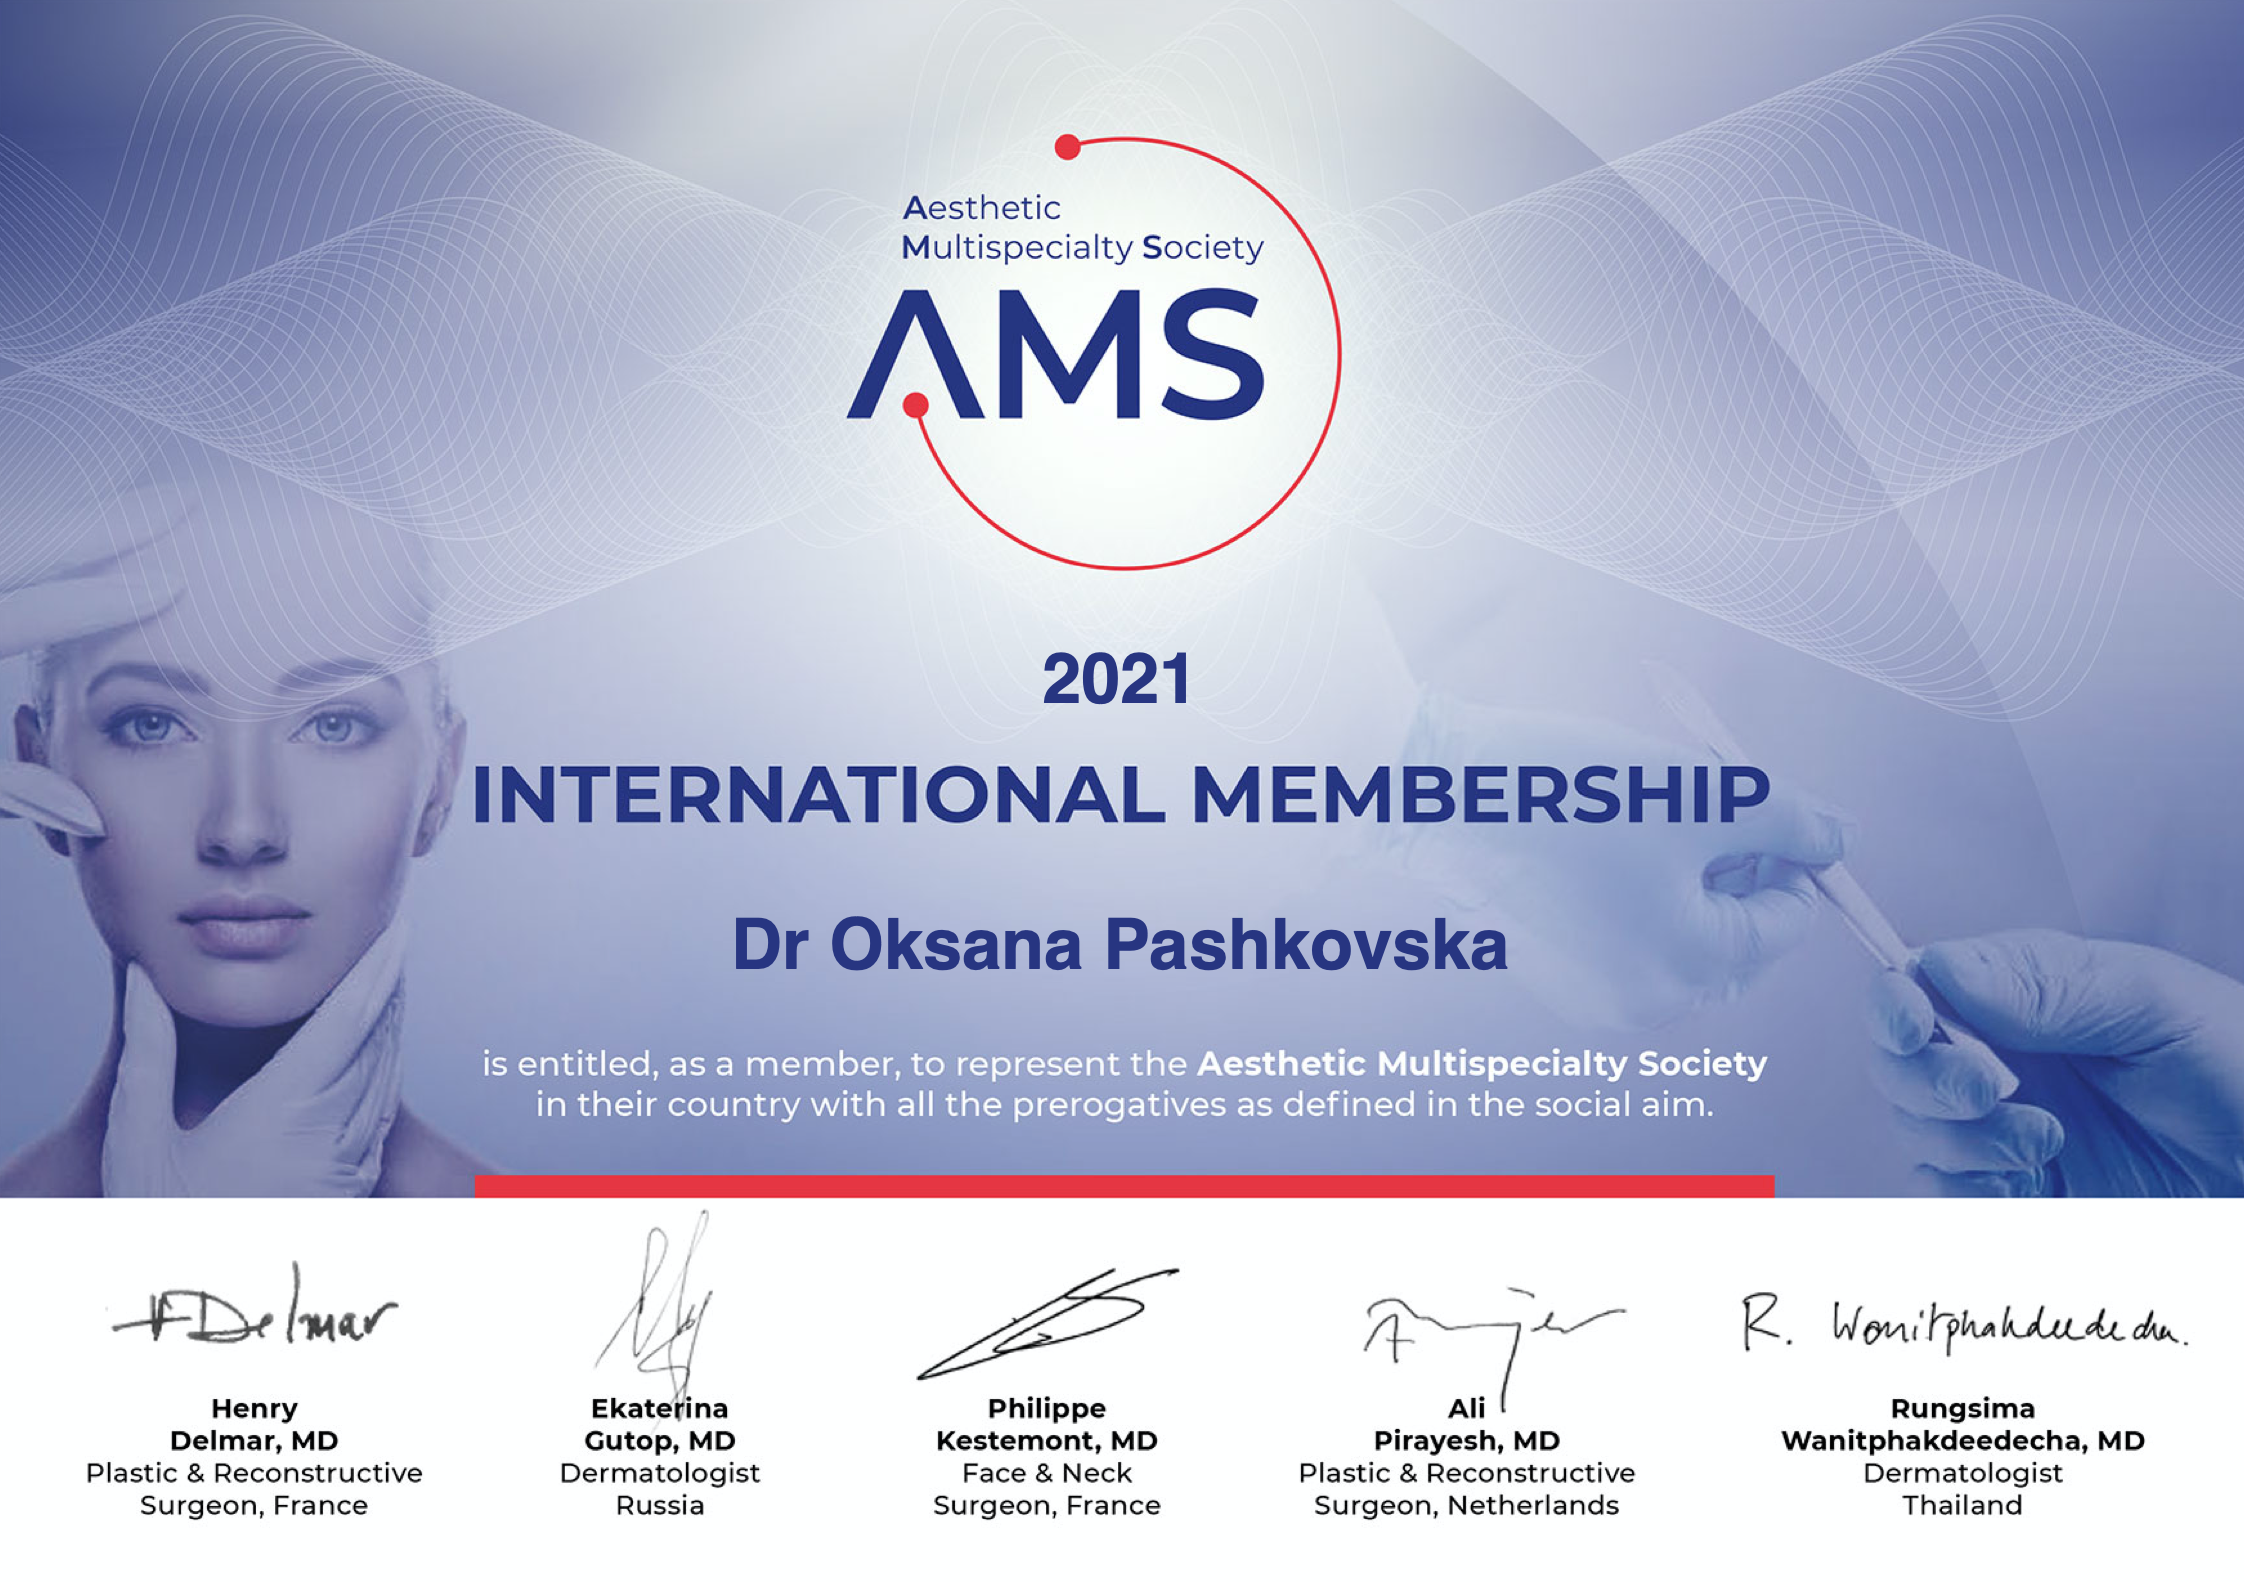 Aesthetic
Multispecialty Society
AMS
2021
INTERNATIONAL MEMBERSHIP
Dr Oksana Pashkovska
is entitled, as a member, to represent the Aesthetic Multispecialty Society
in their country with all the prerogatives as defined in the social aim.
Delmar
R. Wanitphakdeedecha.
Henry
Delmar, MD
Plastic & Reconstructive
Surgeon, France
Ekaterina
Gutop, MD
Dermatologist
Russia
Philippe
Kestemont, MD
Face & Neck
Surgeon, France
Ali
Pirayesh, MD
Plastic & Reconstructive
Surgeon, Netherlands
Rungsima
Wanitphakdeedecha, MD
Dermatologist
Thailand